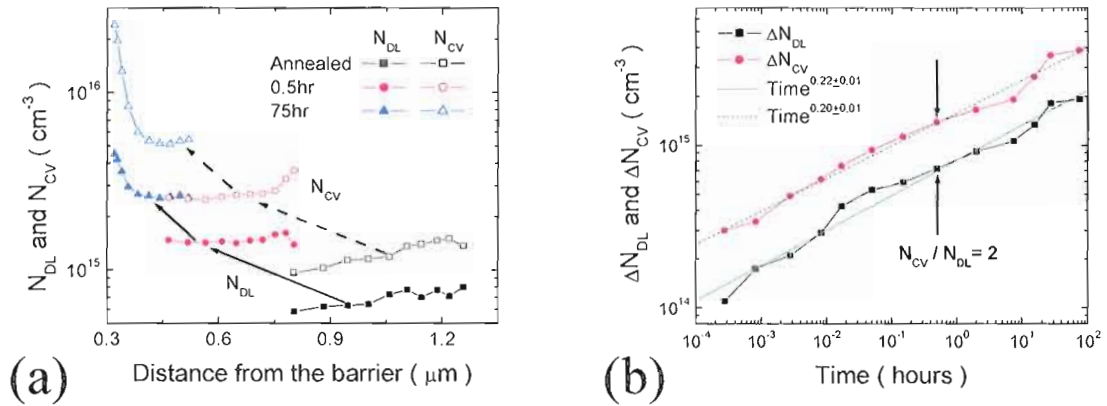 N_DL and N_CV ( cm^-3 )
10^16
10^15
N_DL N_CV
Annealed
0.5hr
75hr
N_CV
N_DL
0.3 0.6 0.9 1.2
Distance from the barrier ( μm )
(a)
ΔN_DL and ΔN_CV ( cm^-3 )
10^15
10^14
ΔN_DL
ΔN_CV
Time^0.22±0.01
Time^0.20±0.01
N_CV / N_DL = 2
10^-4 10^-3 10^-2 10^-1 10^0 10^1 10^2
Time ( hours )
(b)